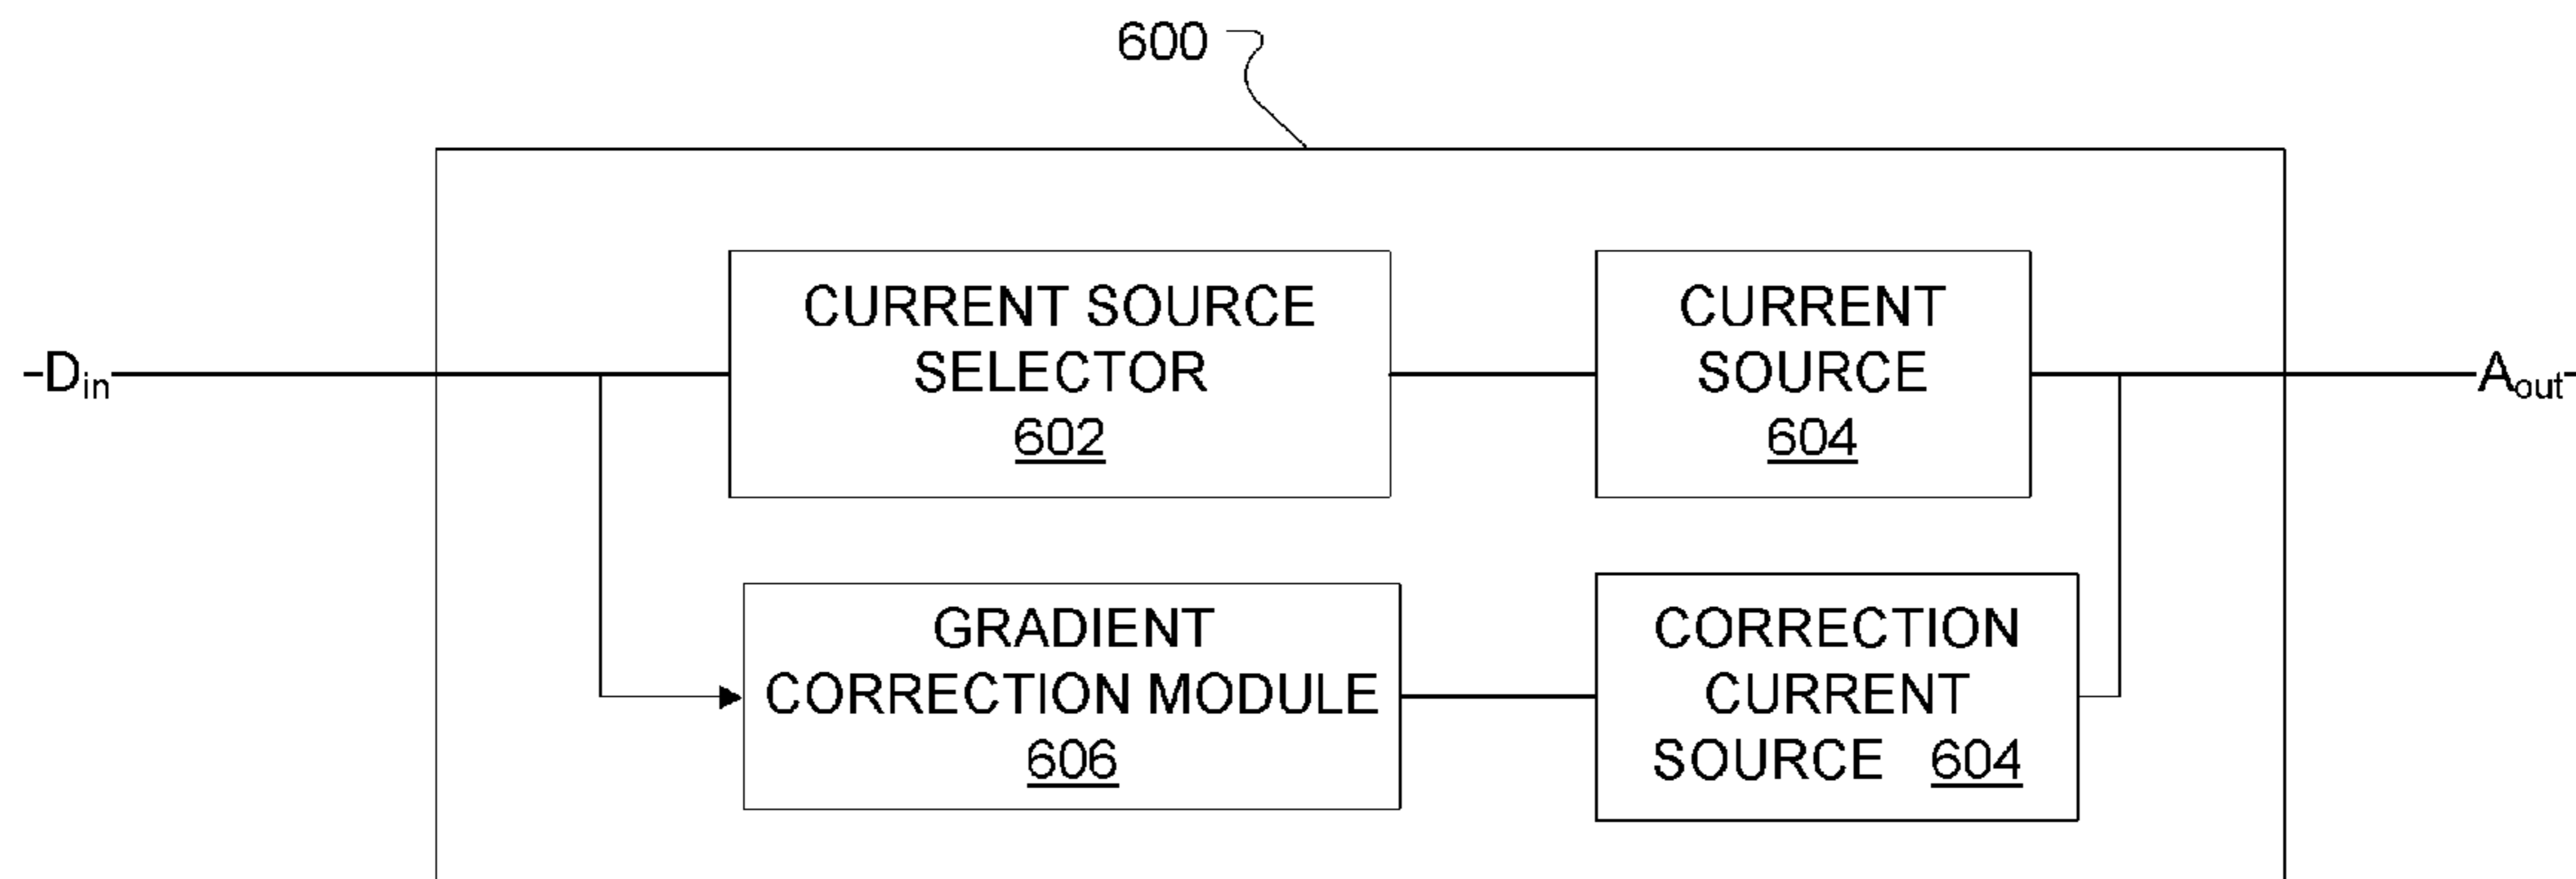 600
CURRENT SOURCE
SELECTOR
602
CURRENT
SOURCE
604
Din
Aout
GRADIENT
CORRECTION MODULE
606
CORRECTION
CURRENT
SOURCE 604